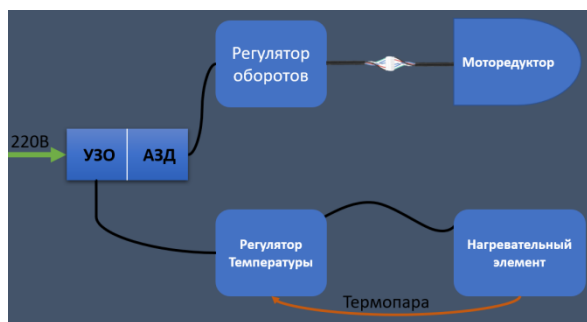 Регулятор
оборотов
Моторедуктор
220В
УЗО
АЗД
Регулятор
Температуры
Нагревательный
элемент
Термопара